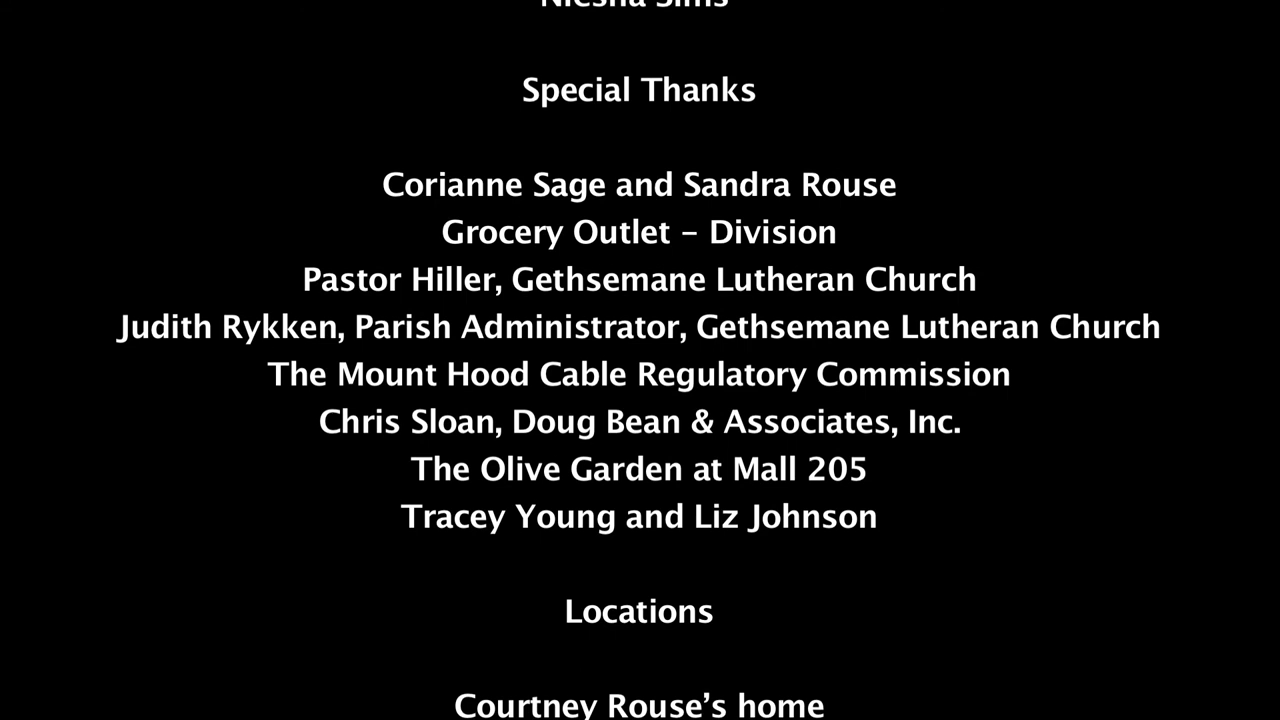 Niesha Sims
Special Thanks
Corianne Sage and Sandra Rouse
Grocery Outlet - Division
Pastor Hiller, Gethsemane Lutheran Church
Judith Rykken, Parish Administrator, Gethsemane Lutheran Church
The Mount Hood Cable Regulatory Commission
Chris Sloan, Doug Bean & Associates, Inc.
The Olive Garden at Mall 205
Tracey Young and Liz Johnson
Locations
Courtney Rouse’s home